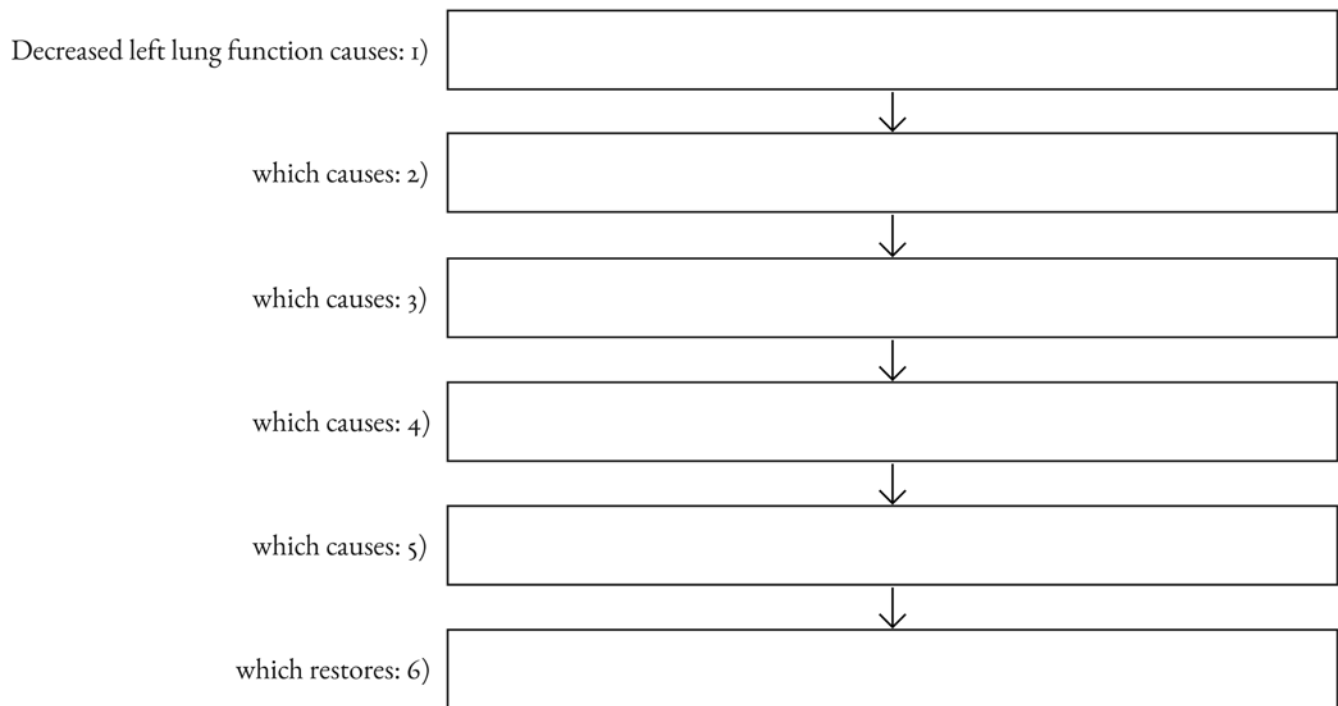 Decreased left lung function causes: 1)
which causes: 2)
which causes: 3)
which causes: 4)
which causes: 5)
which restores: 6)